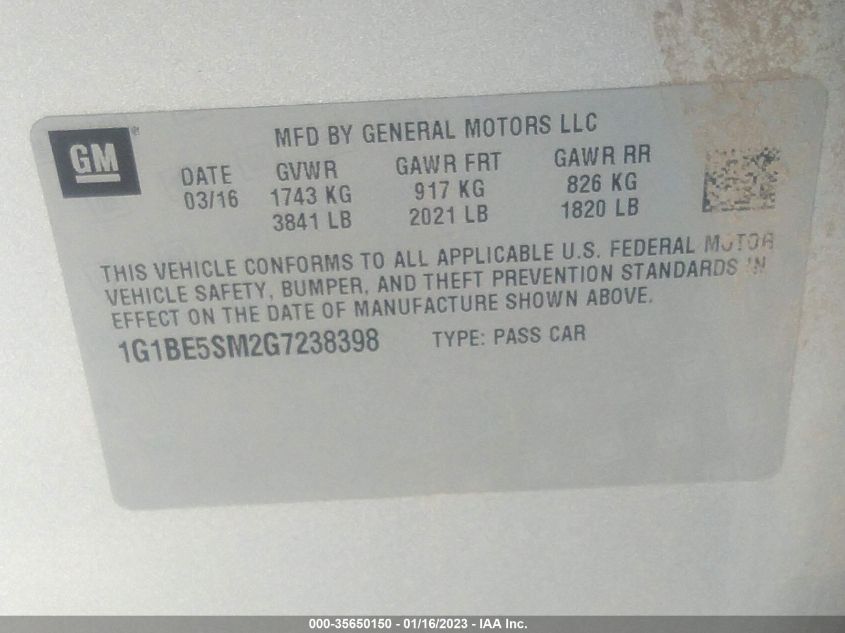 GM
MFD BY GENERAL MOTORS LLC
DATE GVWR GAWR FRT GAWR RR
03/16 1743 KG 917 KG 826 KG
3841 LB 2021 LB 1820 LB
THIS VEHICLE CONFORMS TO ALL APPLICABLE U.S. FEDERAL MOTOR
VEHICLE SAFETY, BUMPER, AND THEFT PREVENTION STANDARDS IN
EFFECT ON THE DATE OF MANUFACTURE SHOWN ABOVE.
1G1BE5SM2G7238398 TYPE: PASS CAR
000-35650150 - 01/16/2023 - IAA Inc.